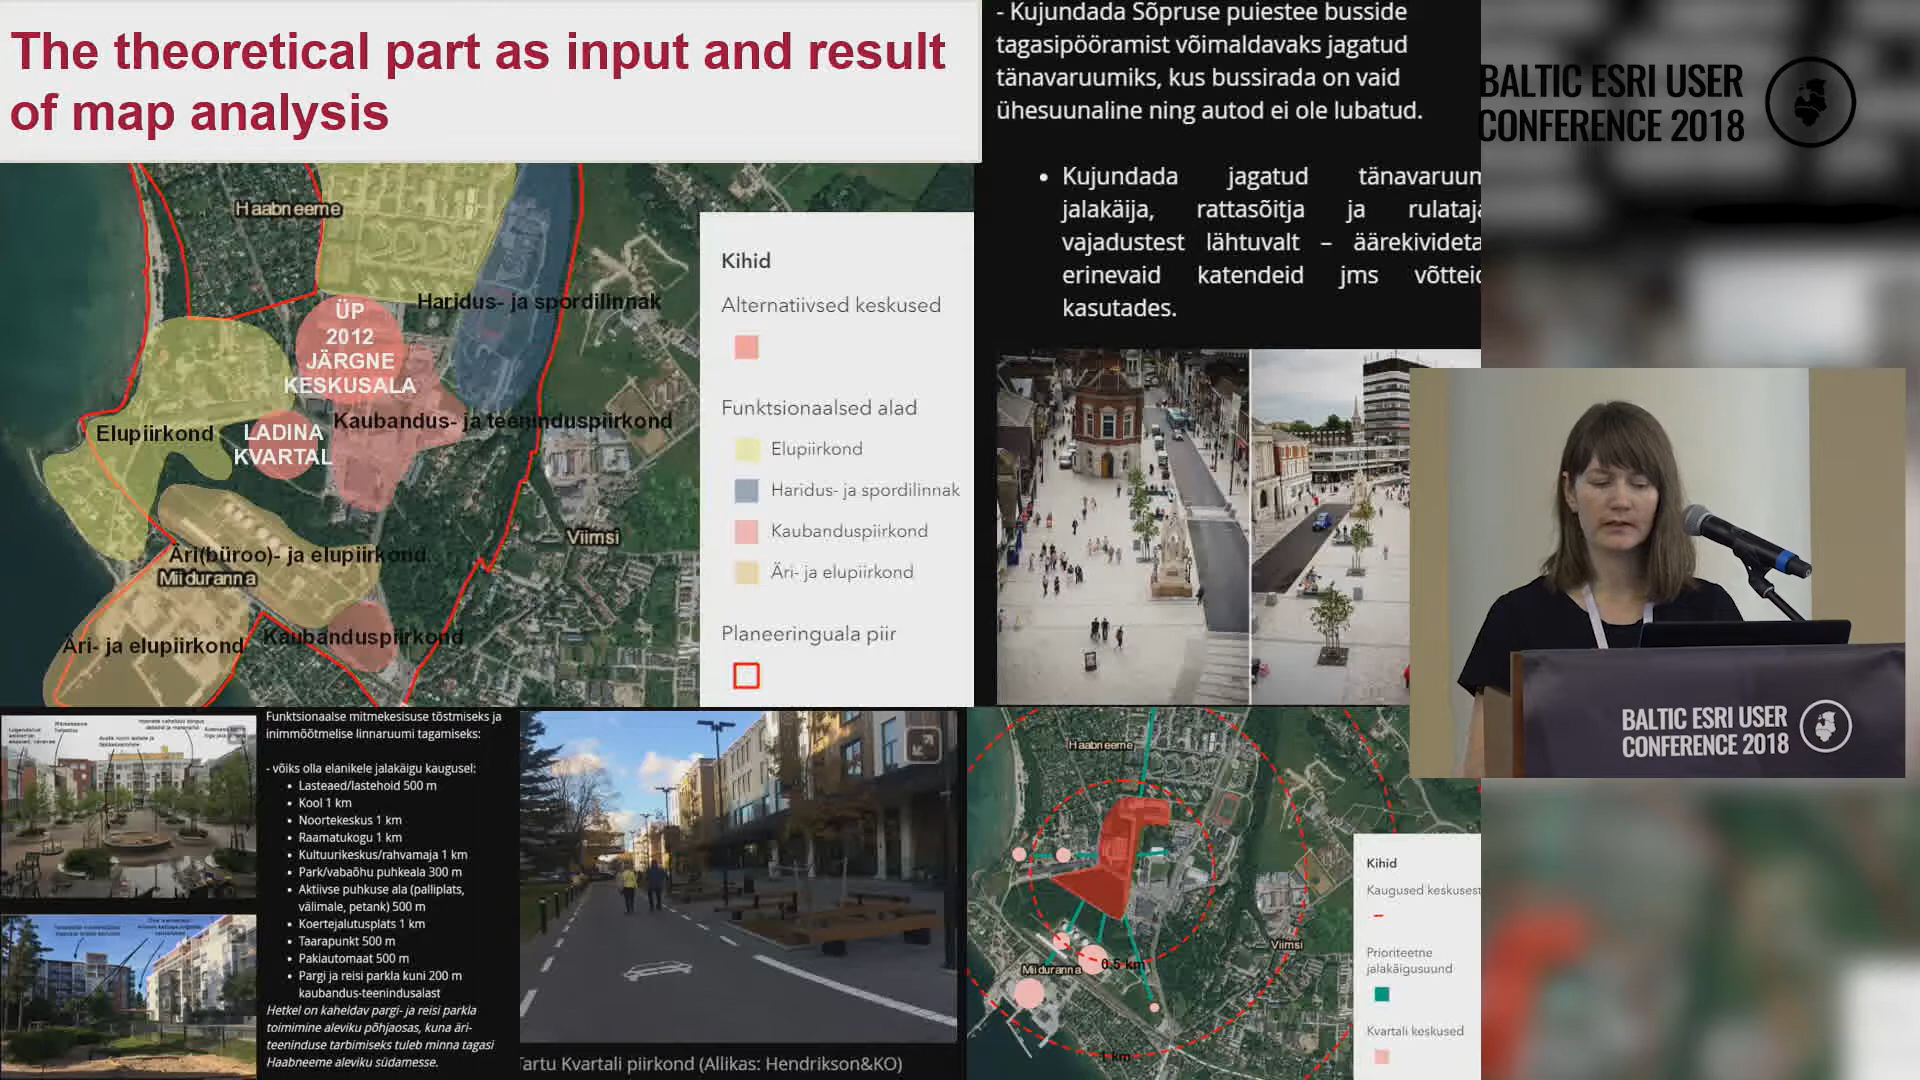 The theoretical part as input and result
of map analysis
- Kujundada Sõpruse puiestee busside
tagasipööramist võimaldavaks jagatud
tänavaruumiks, kus bussirada on vaid
ühesuunaline ning autod ei ole lubatud.
• Kujundada jagatud tänavaruum
jalakäija, rattasõitja ja rulataja
vajadustest lähtuvalt – äärekivideta
erinevaid katendeid jms võtteid
kasutades.
BALTIC ESRI USER
CONFERENCE 2018
Haabneeme
Haridus- ja spordilinnak
ÜP
2012
JÄRGNE
KESKUSALA
Kaubandus- ja teeninduspiirkond
Elupiirkond
LADINA
KVARTAL
Viimsi
Äri(büroo)- ja elupiirkond
Miiduranna
Kaubanduspiirkond
Äri- ja elupiirkond
Kihid
Alternatiivsed keskused
Funktsionaalsed alad
Elupiirkond
Haridus- ja spordilinnak
Kaubanduspiirkond
Äri- ja elupiirkond
Planeeringuala piir
Funktsionaalse mitmekesisuse tõstmiseks ja
inimmõõtmelise linnaruumi tagamiseks:
- võiks olla elanikele jalakäigu kaugusel:
• Lasteaed/lastehoid 500 m
• Kool 1 km
• Noortekeskus 1 km
• Raamatukogu 1 km
• Kultuurikeskus/rahvamaja 1 km
• Park/vabaõhu puhkeala 300 m
• Aktiivse puhkuse ala (palliplats,
välimale, petank) 500 m
• Koertejalutusplats 1 km
• Taarapunkt 500 m
• Pakiautomaat 500 m
• Pargi ja reisi parkla kuni 200 m
kaubandus-teenindusalast
Hetkel on kaheldav pargi- ja reisi parkla
toimimine aleviku põhjaosas, kuna äri-
teeninduse tarbimiseks tuleb minna tagasi
Haabneeme aleviku südamesse.
Tartu Kvartali piirkond (Allikas: Hendrikson&KO)
Haabneeme
Viimsi
Miiduranna
0.5 km
1 km
Kihid
Kaugused keskusest
Prioriteetne
jalakäigusuund
Kvartali keskused
BALTIC ESRI USER
CONFERENCE 2018